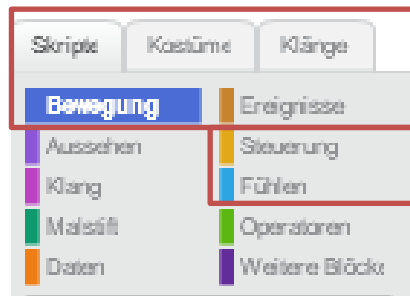 Skripte Kostüme Klänge
Bewegung Ereignisse
Aussehen Steuerung
Klang Fühlen
Malstift Operatoren
Daten Weitere Blöcke